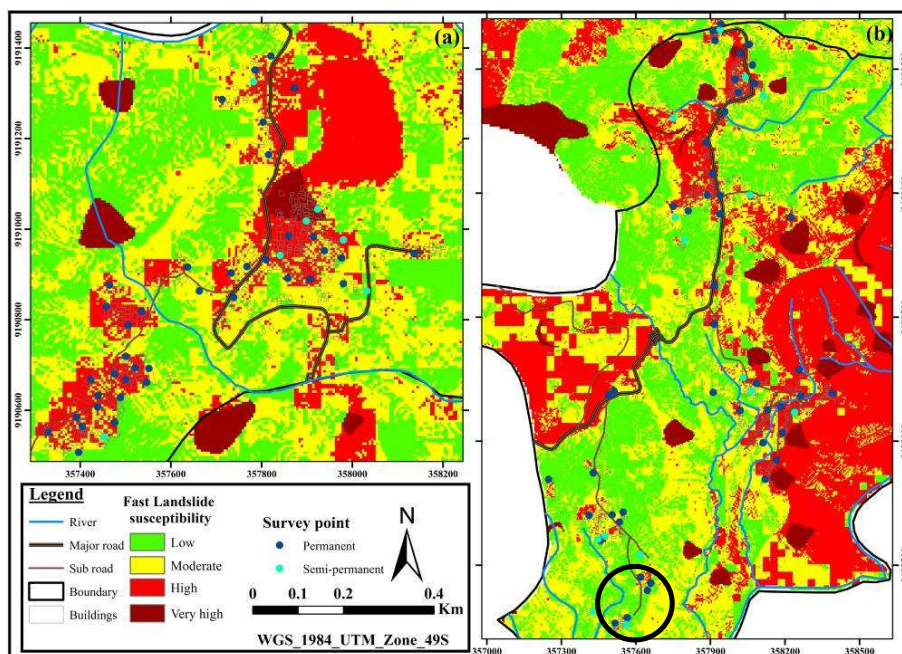 (a)
(b)
9191400
9191200
9191000
9190800
9190600
357400 357600 357800 358000 358200
Legend
River
Major road
Sub road
Boundary
Buildings
Fast Landslide
susceptibility
Low
Moderate
High
Very high
Survey point
Permanent
Semi-permanent
N
0 0.1 0.2 0.4
Km
WGS_1984_UTM_Zone_49S
357000 357300 357600 357900 358200 358500